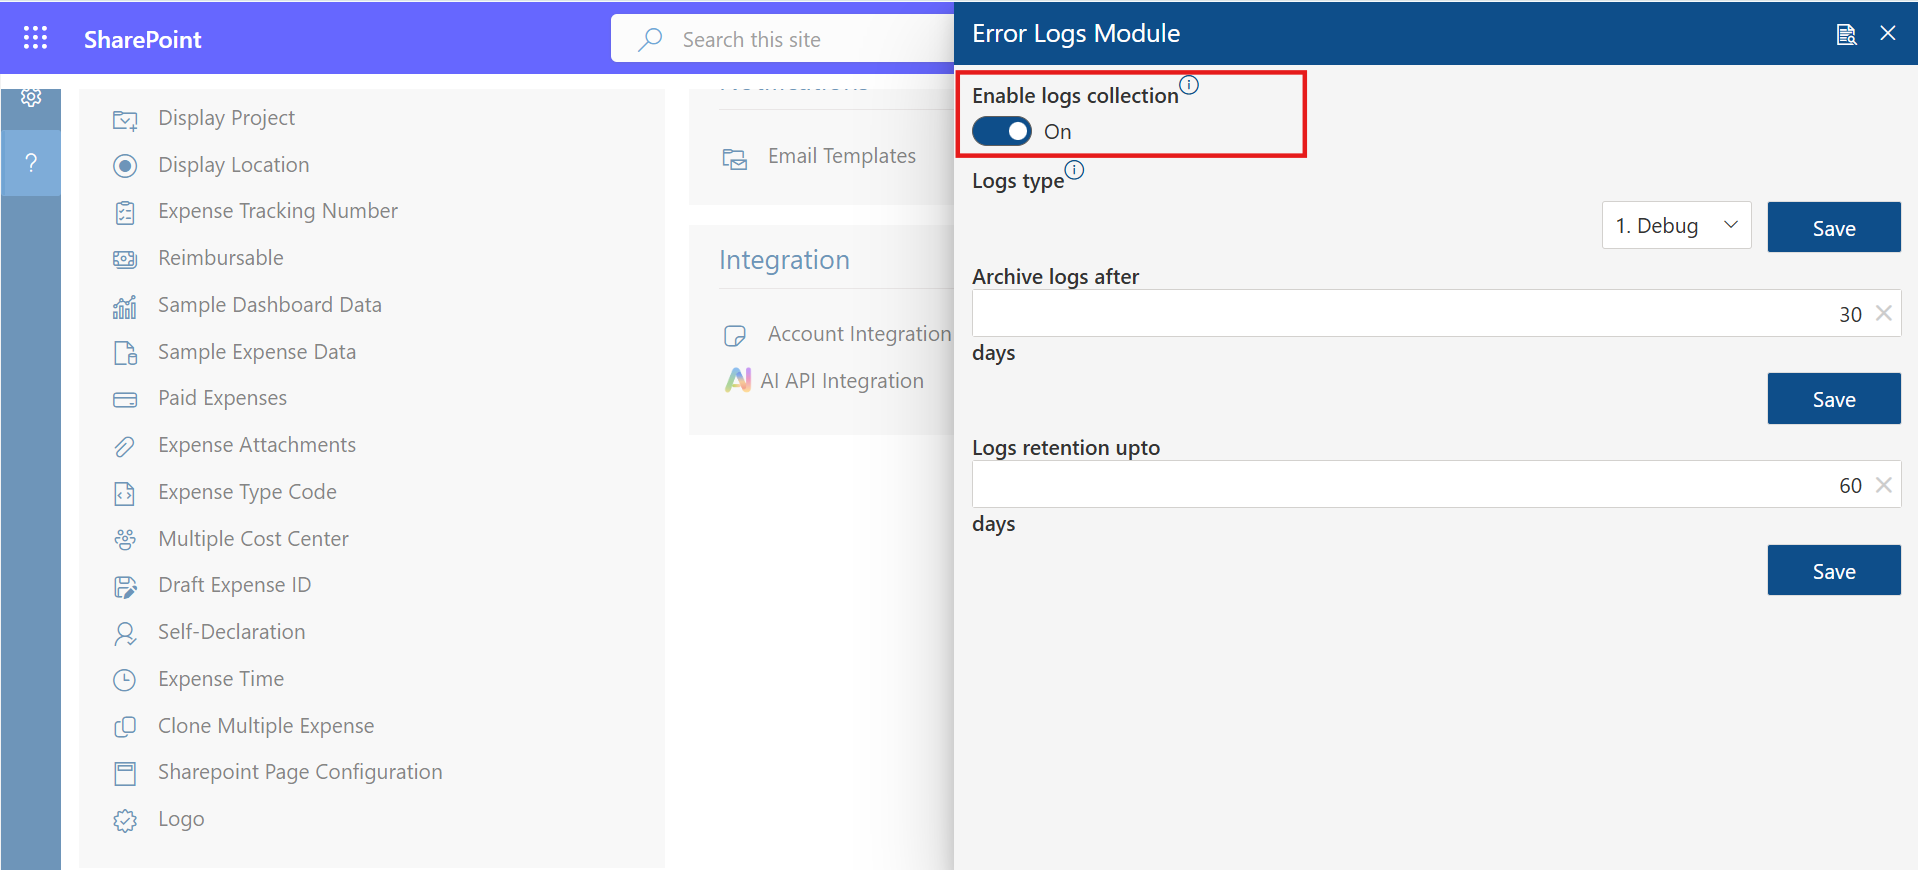 SharePoint
Search this site
Display Project
Display Location
Expense Tracking Number
Reimbursable
Sample Dashboard Data
Sample Expense Data
Paid Expenses
Expense Attachments
Expense Type Code
Multiple Cost Center
Draft Expense ID
Self-Declaration
Expense Time
Clone Multiple Expense
Sharepoint Page Configuration
Logo
Email Templates
Integration
Account Integration
AI AI API Integration
Error Logs Module
Enable logs collection
On
Logs type
1. Debug
Save
Archive logs after
30
days
Save
Logs retention upto
60
days
Save